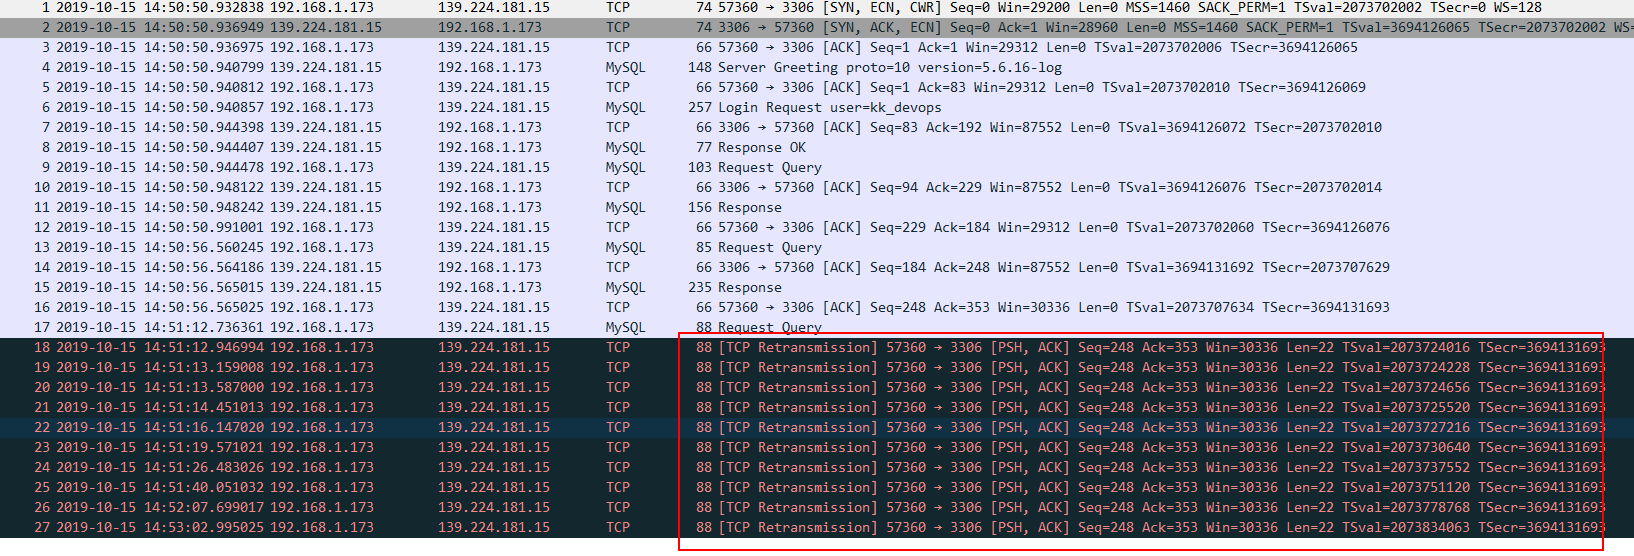 1 2019-10-15 14:50:50.932838 192.168.1.173 139.224.181.15 TCP 74 57360 → 3306 [SYN, ECN, CWR] Seq=0 Win=29200 Len=0 MSS=1460 SACK_PERM=1 TSval=2073702002 TSecr=0 WS=128
2 2019-10-15 14:50:50.936949 139.224.181.15 192.168.1.173 TCP 74 3306 → 57360 [SYN, ACK, ECN] Seq=0 Ack=1 Win=28960 Len=0 MSS=1460 SACK_PERM=1 TSval=3694126065 TSecr=2073702002 WS=
3 2019-10-15 14:50:50.936975 192.168.1.173 139.224.181.15 TCP 66 57360 → 3306 [ACK] Seq=1 Ack=1 Win=29312 Len=0 TSval=2073702006 TSecr=3694126065
4 2019-10-15 14:50:50.940799 139.224.181.15 192.168.1.173 MySQL 148 Server Greeting proto=10 version=5.6.16-log
5 2019-10-15 14:50:50.940812 192.168.1.173 139.224.181.15 TCP 66 57360 → 3306 [ACK] Seq=1 Ack=83 Win=29312 Len=0 TSval=2073702010 TSecr=3694126069
6 2019-10-15 14:50:50.940857 192.168.1.173 139.224.181.15 MySQL 257 Login Request user=kk_devops
7 2019-10-15 14:50:50.944398 139.224.181.15 192.168.1.173 TCP 66 3306 → 57360 [ACK] Seq=83 Ack=192 Win=87552 Len=0 TSval=3694126072 TSecr=2073702010
8 2019-10-15 14:50:50.944407 139.224.181.15 192.168.1.173 MySQL 77 Response OK
9 2019-10-15 14:50:50.944478 192.168.1.173 139.224.181.15 MySQL 103 Request Query
10 2019-10-15 14:50:50.948122 139.224.181.15 192.168.1.173 TCP 66 3306 → 57360 [ACK] Seq=94 Ack=229 Win=87552 Len=0 TSval=3694126076 TSecr=2073702014
11 2019-10-15 14:50:50.948242 139.224.181.15 192.168.1.173 MySQL 156 Response
12 2019-10-15 14:50:50.991001 192.168.1.173 139.224.181.15 TCP 66 57360 → 3306 [ACK] Seq=229 Ack=184 Win=29312 Len=0 TSval=2073702060 TSecr=3694126076
13 2019-10-15 14:50:56.560245 192.168.1.173 139.224.181.15 MySQL 85 Request Query
14 2019-10-15 14:50:56.564186 139.224.181.15 192.168.1.173 TCP 66 3306 → 57360 [ACK] Seq=184 Ack=248 Win=87552 Len=0 TSval=3694131692 TSecr=2073707629
15 2019-10-15 14:50:56.565015 139.224.181.15 192.168.1.173 MySQL 235 Response
16 2019-10-15 14:50:56.565025 192.168.1.173 139.224.181.15 TCP 66 57360 → 3306 [ACK] Seq=248 Ack=353 Win=30336 Len=0 TSval=2073707634 TSecr=3694131693
17 2019-10-15 14:51:12.736361 192.168.1.173 139.224.181.15 MySQL 88 Request Query
18 2019-10-15 14:51:12.946994 192.168.1.173 139.224.181.15 TCP 88 [TCP Retransmission] 57360 → 3306 [PSH, ACK] Seq=248 Ack=353 Win=30336 Len=22 TSval=2073724016 TSecr=3694131693
19 2019-10-15 14:51:13.159008 192.168.1.173 139.224.181.15 TCP 88 [TCP Retransmission] 57360 → 3306 [PSH, ACK] Seq=248 Ack=353 Win=30336 Len=22 TSval=2073724228 TSecr=3694131693
20 2019-10-15 14:51:13.587000 192.168.1.173 139.224.181.15 TCP 88 [TCP Retransmission] 57360 → 3306 [PSH, ACK] Seq=248 Ack=353 Win=30336 Len=22 TSval=2073724656 TSecr=3694131693
21 2019-10-15 14:51:14.451013 192.168.1.173 139.224.181.15 TCP 88 [TCP Retransmission] 57360 → 3306 [PSH, ACK] Seq=248 Ack=353 Win=30336 Len=22 TSval=2073725520 TSecr=3694131693
22 2019-10-15 14:51:16.147020 192.168.1.173 139.224.181.15 TCP 88 [TCP Retransmission] 57360 → 3306 [PSH, ACK] Seq=248 Ack=353 Win=30336 Len=22 TSval=2073727216 TSecr=3694131693
23 2019-10-15 14:51:19.571021 192.168.1.173 139.224.181.15 TCP 88 [TCP Retransmission] 57360 → 3306 [PSH, ACK] Seq=248 Ack=353 Win=30336 Len=22 TSval=2073730640 TSecr=3694131693
24 2019-10-15 14:51:26.483026 192.168.1.173 139.224.181.15 TCP 88 [TCP Retransmission] 57360 → 3306 [PSH, ACK] Seq=248 Ack=353 Win=30336 Len=22 TSval=2073737552 TSecr=3694131693
25 2019-10-15 14:51:40.051032 192.168.1.173 139.224.181.15 TCP 88 [TCP Retransmission] 57360 → 3306 [PSH, ACK] Seq=248 Ack=353 Win=30336 Len=22 TSval=2073751120 TSecr=3694131693
26 2019-10-15 14:52:07.699017 192.168.1.173 139.224.181.15 TCP 88 [TCP Retransmission] 57360 → 3306 [PSH, ACK] Seq=248 Ack=353 Win=30336 Len=22 TSval=2073778768 TSecr=3694131693
27 2019-10-15 14:53:02.995025 192.168.1.173 139.224.181.15 TCP 88 [TCP Retransmission] 57360 → 3306 [PSH, ACK] Seq=248 Ack=353 Win=30336 Len=22 TSval=2073834063 TSecr=3694131693